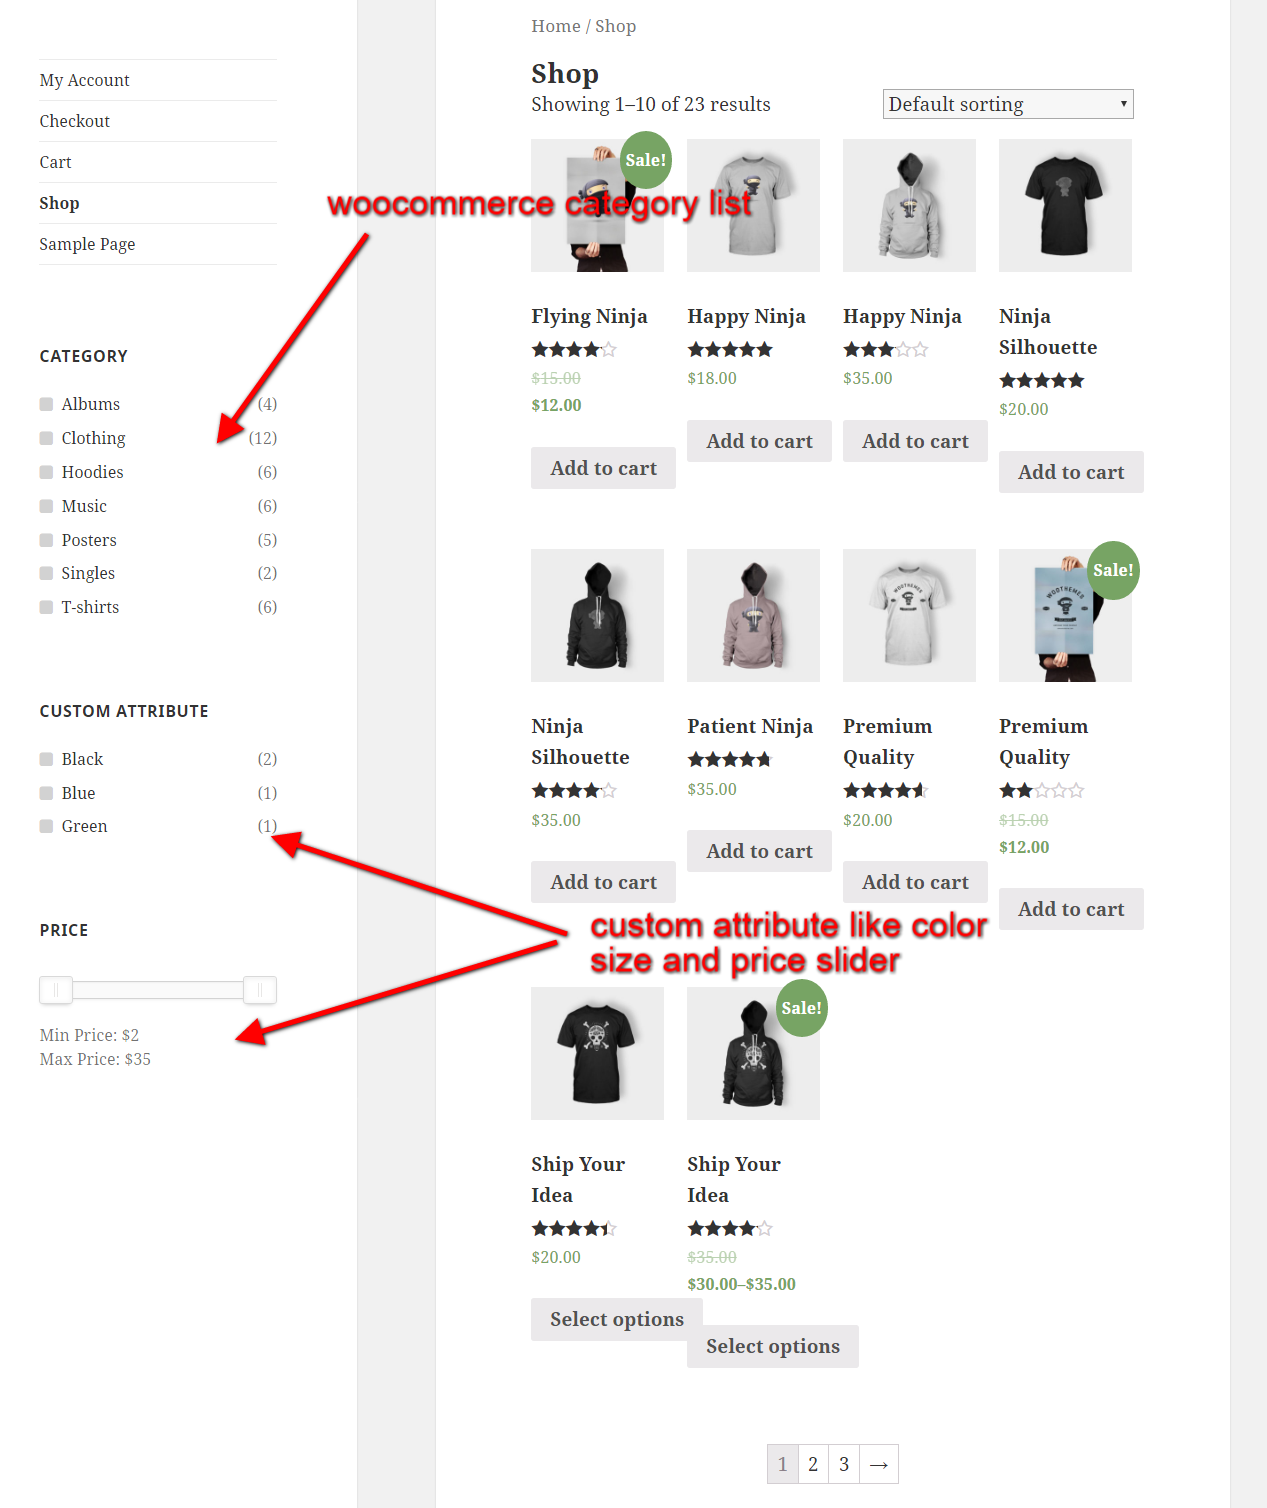 My Account
Checkout
Cart
Shop
Sample Page
CATEGORY
Albums (4)
Clothing (12)
Hoodies (6)
Music (6)
Posters (5)
Singles (2)
T-shirts (6)
CUSTOM ATTRIBUTE
Black (2)
Blue (1)
Green (1)
PRICE
Min Price: $2
Max Price: $35
Home / Shop
Shop
Showing 1–10 of 23 results
Default sorting
Sale!
woocommerce category list
Flying Ninja
$15.00
$12.00
Add to cart
Happy Ninja
$18.00
Add to cart
Happy Ninja
$35.00
Add to cart
Ninja
Silhouette
$20.00
Add to cart
Ninja
Silhouette
$35.00
Add to cart
Patient Ninja
$35.00
Add to cart
Premium
Quality
$20.00
Add to cart
WOOTHEMES
Sale!
Premium
Quality
$15.00
$12.00
Add to cart
custom attribute like color
size and price slider
Ship Your
Idea
$20.00
Select options
Sale!
Ship Your
Idea
$35.00
$30.00–$35.00
Select options
1 2 3 →